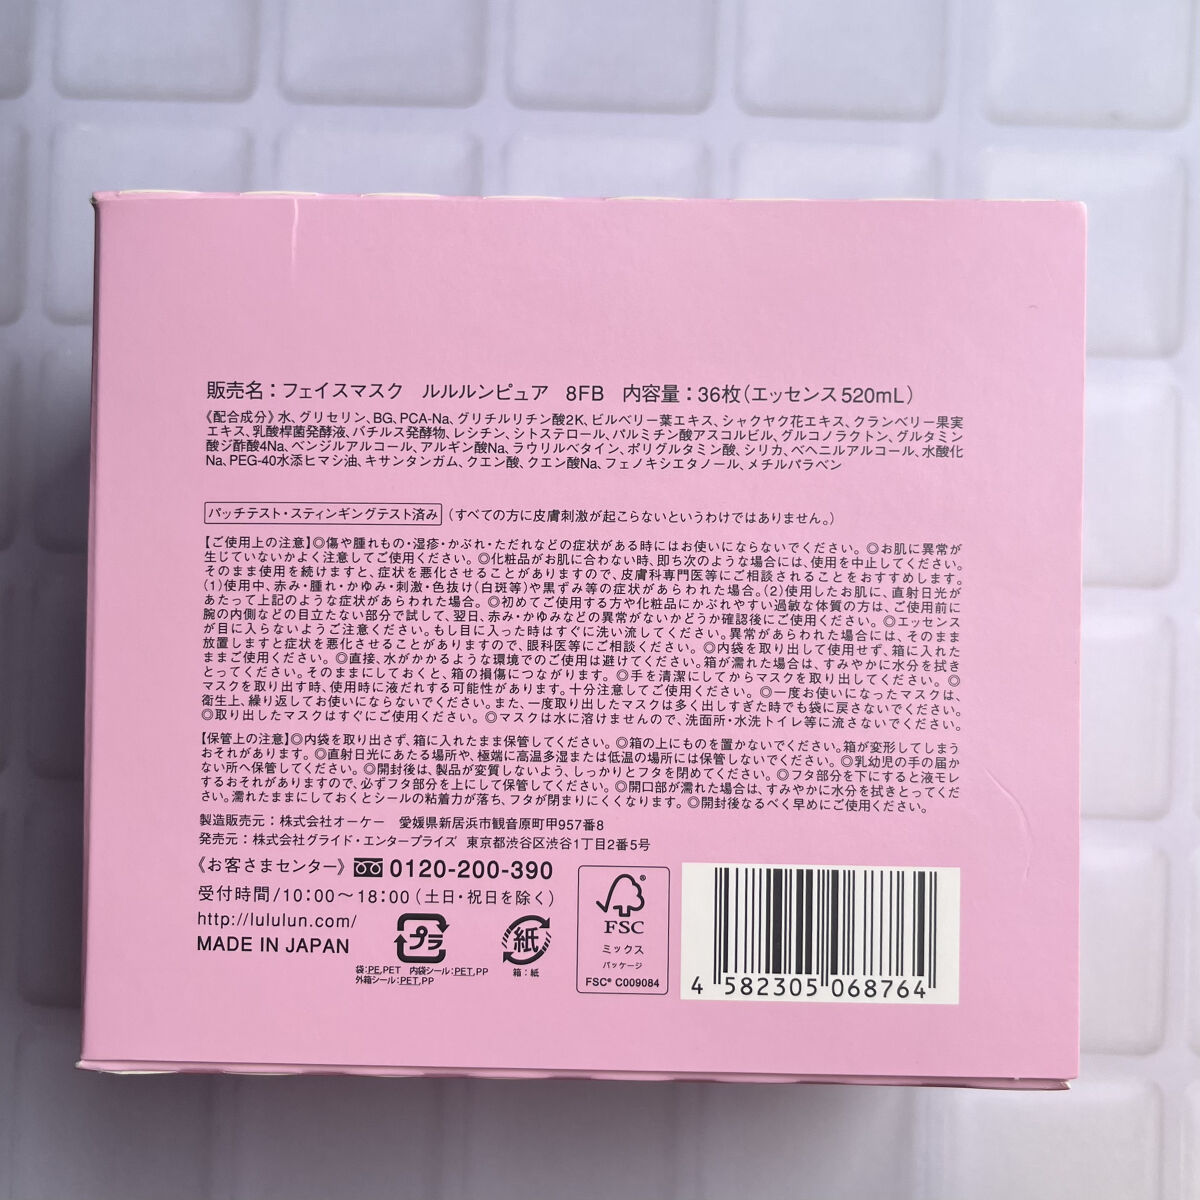 販売名：フェイスマスク　ルルルンピュア　8FB　内容量：36枚（エッセンス520mL）
《配合成分》水、グリセリン、BG、PCA-Na、グリチルリチン酸2K、ビルベリー葉エキス、シャクヤク花エキス、クランベリー果実
エキス、乳酸桿菌発酵液、バチルス発酵物、レシチン、シトステロール、パルミチン酸アスコルビル、グルコノラクトン、グルタミン
酸ジ酢酸4Na、ベンジルアルコール、アルギン酸Na、ラウリルベタイン、ポリグルタミン酸、シリカ、ベヘニルアルコール、水酸化
Na、PEG-40水添ヒマシ油、キサンタンガム、クエン酸、クエン酸Na、フェノキシエタノール、メチルパラベン
パッチテスト・スティンギングテスト済み（すべての方に皮膚刺激が起こらないというわけではありません。）
【ご使用上の注意】◎傷や腫れもの・湿疹・かぶれ・ただれなどの症状がある時にはお使いにならないでください。◎お肌に異常が
生じていないかよく注意してご使用ください。◎化粧品がお肌に合わない時、即ち次のような場合には、使用を中止してください。
そのまま使用を続けますと、症状を悪化させることがありますので、皮膚科専門医等にご相談されることをおすすめします。
（1）使用中、赤み・腫れ・かゆみ・刺激・色抜け（白斑等）や黒ずみ等の症状があらわれた場合。（2）使用したお肌に、直射日光が
あたって上記のような症状があらわれた場合。◎初めてご使用する方や化粧品にかぶれやすい過敏な体質の方は、ご使用前に
腕の内側などの目立たない部分で試して、翌日、赤み・かゆみなどの異常がないかどうか確認後にご使用ください。◎エッセンス
が目に入らないようご注意ください。もし目に入った時はすぐに洗い流してください。異常があらわれた場合には、そのまま
放置しますと症状を悪化させることがありますので、眼科医等にご相談ください。◎内袋を取り出して使用せず、箱に入れた
ままご使用ください。◎直接、水がかかるような環境でのご使用は避けてください。箱が濡れた場合は、すみやかに水分を拭き
とってください。そのままにしておくと、箱の損傷につながります。◎手を清潔にしてからマスクを取り出してください。◎
マスクを取り出す時、使用時に液だれする可能性があります。十分注意してご使用ください。◎一度お使いになったマスクは、
衛生上、繰り返してお使いにならないでください。また、一度取り出したマスクは多く出しすぎた時でも袋に戻さないでください。
◎取り出したマスクはすぐにご使用ください。◎マスクは水に溶けませんので、洗面所・水洗トイレ等に流さないでください。
【保管上の注意】◎内袋を取り出さず、箱に入れたまま保管してください。◎箱の上にものを置かないでください。箱が変形してしまう
おそれがあります。◎直射日光にあたる場所や、極端に高温多湿または低温の場所には保管しないでください。◎乳幼児の手の届か
ない所へ保管してください。◎開封後は、製品が変質しないよう、しっかりとフタを閉めてください。◎フタ部分を下にすると液モレ
するおそれがありますので、必ずフタ部分を上にして保管ください。◎開口部が濡れた場合は、すみやかに水分を拭きとってくだ
さい。濡れたままにしておくとシールの粘着力が落ち、フタが閉まりにくくなります。◎開封後なるべく早めにご使用ください。
製造販売元：株式会社オーケー　愛媛県新居浜市観音原町甲957番8
発売元：株式会社グライド・エンタープライズ　東京都渋谷区渋谷1丁目2番5号
《お客さまセンター》0120-200-390
受付時間/10:00〜18:00（土日・祝日を除く）
http://lululun.com/
MADE IN JAPAN
プラ
袋：PE,PET　内袋シール：PET,PP
外箱シール：PET,PP
紙
箱：紙
FSC
ミックス
パッケージ
FSC® C009084
4 582305 068764